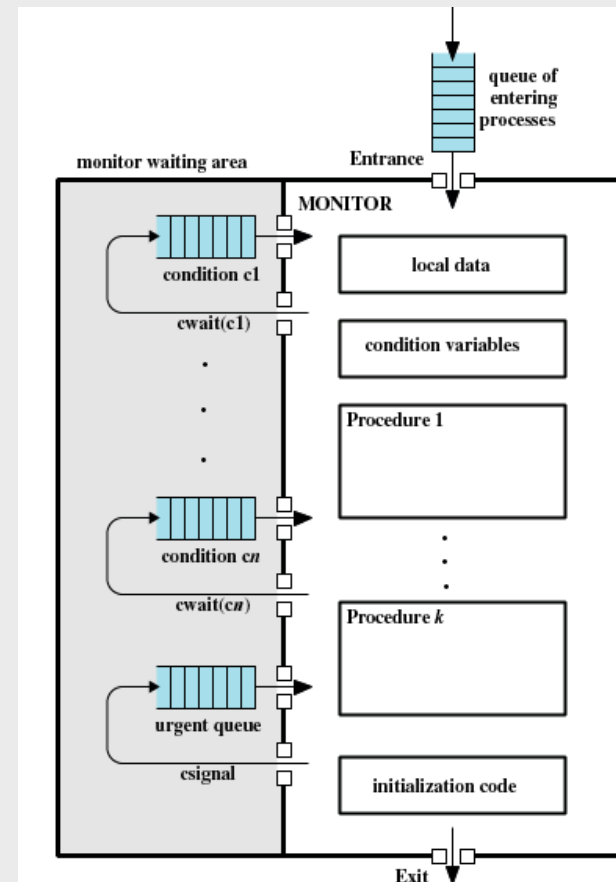 queue of
entering
processes
Entrance
monitor waiting area
MONITOR
condition c1
local data
cwait(c1)
condition variables
Procedure 1
condition cn
cwait(cn)
Procedure k
urgent queue
csignal
initialization code
Exit